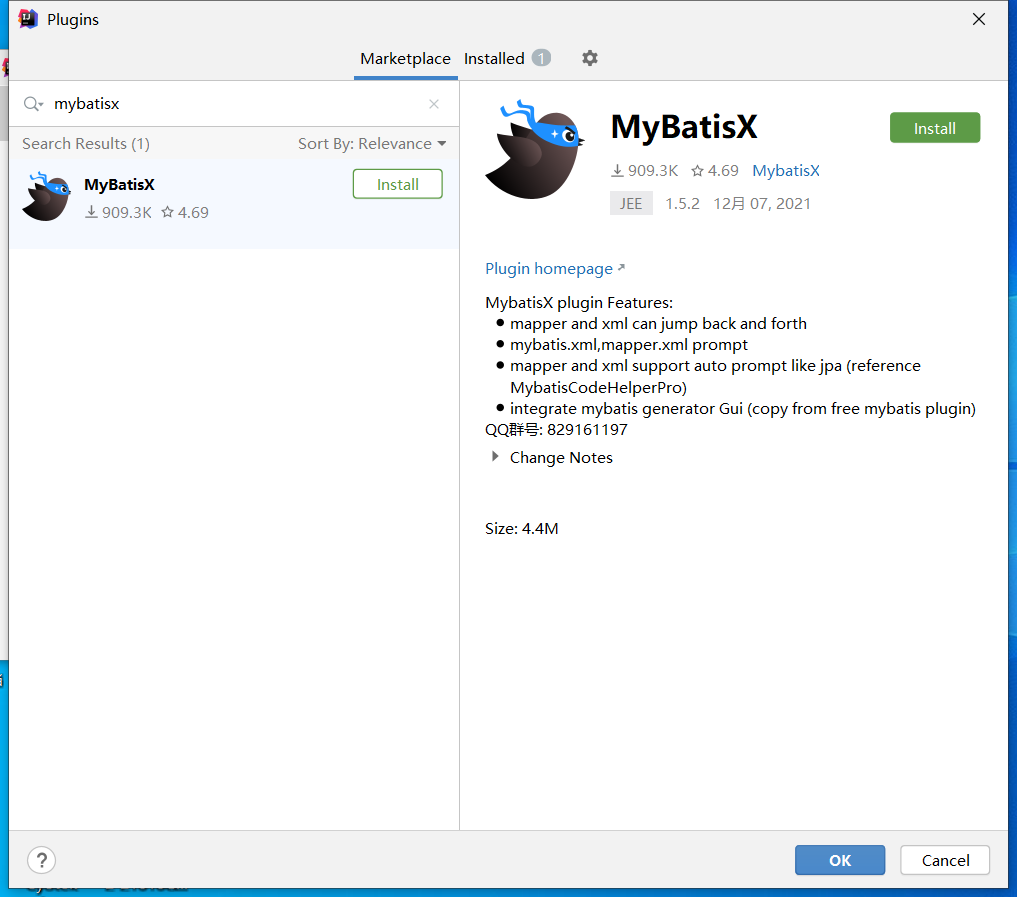 Plugins
Marketplace Installed 1
mybatisx
Search Results (1) Sort By: Relevance
MyBatisX
Install
909.3K 4.69
MyBatisX
Install
909.3K 4.69 MybatisX
JEE 1.5.2 12月 07, 2021
Plugin homepage
MybatisX plugin Features:
mapper and xml can jump back and forth
mybatis.xml,mapper.xml prompt
mapper and xml support auto prompt like jpa (reference
MybatisCodeHelperPro)
integrate mybatis generator Gui (copy from free mybatis plugin)
QQ群号: 829161197
Change Notes
Size: 4.4M
?
OK
Cancel